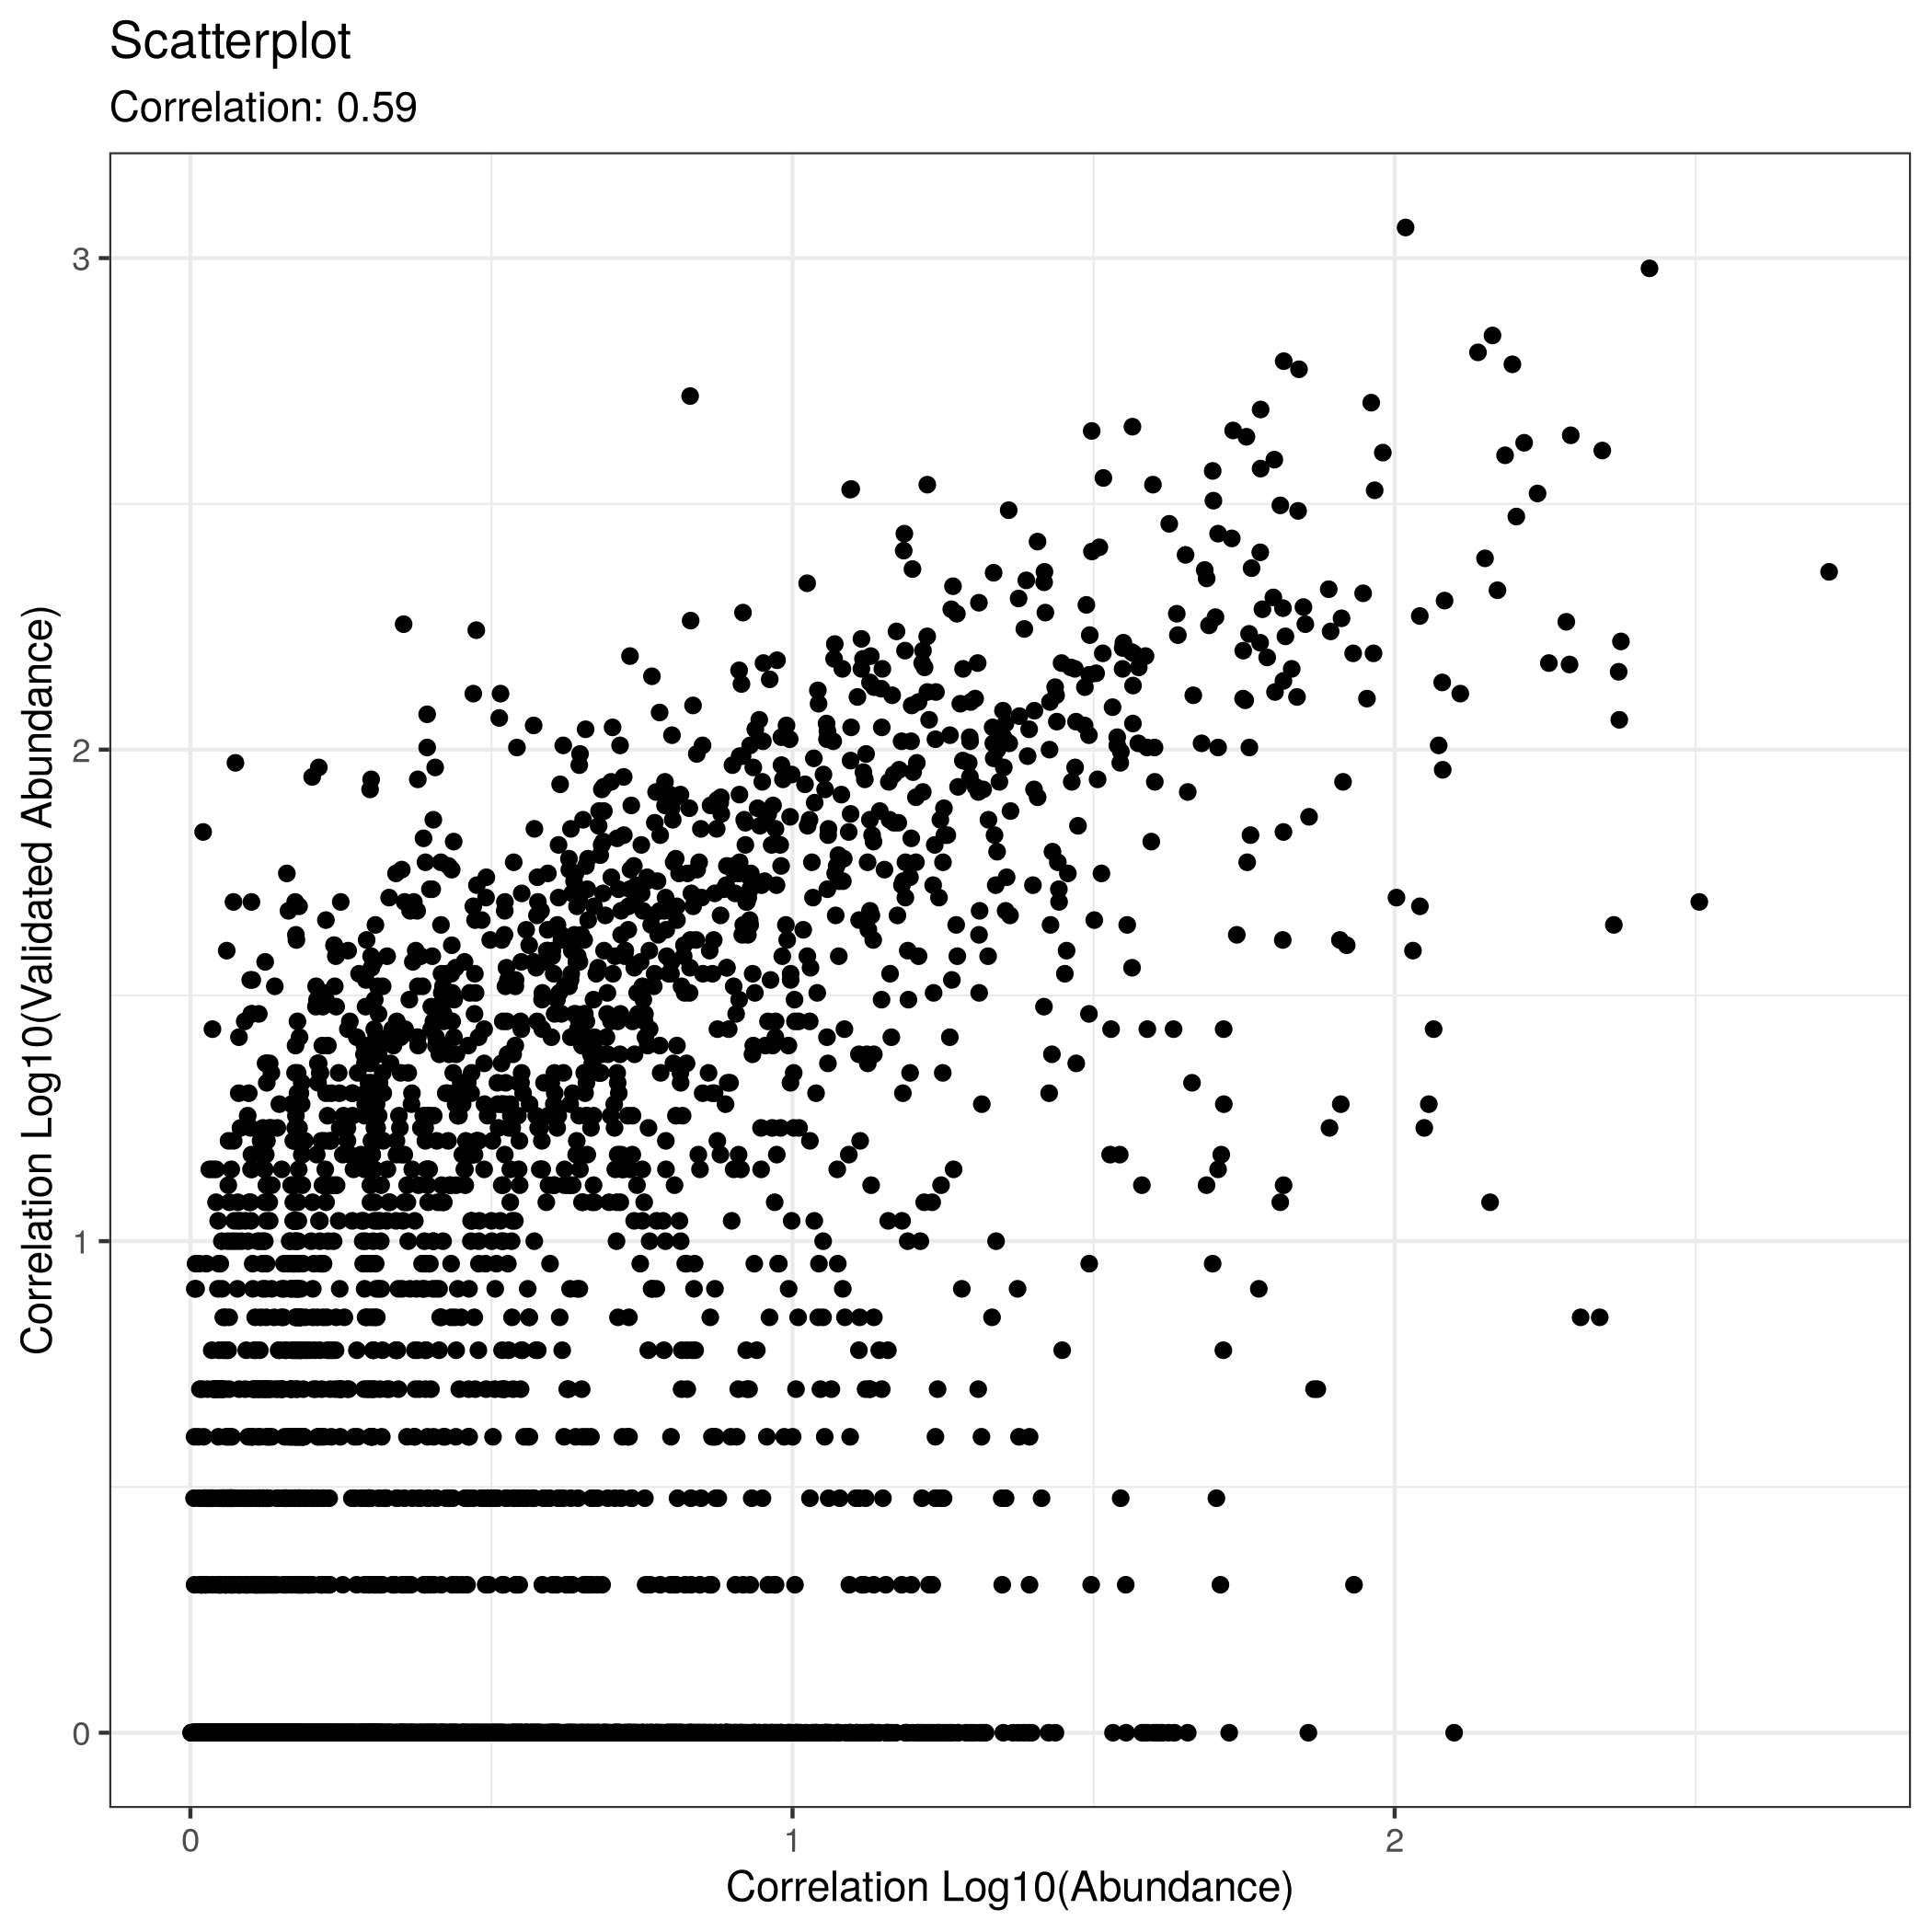 Scatterplot
Correlation: 0.59
Correlation Log10(Validated Abundance)
3
2
1
0
0
1
2
Correlation Log10(Abundance)